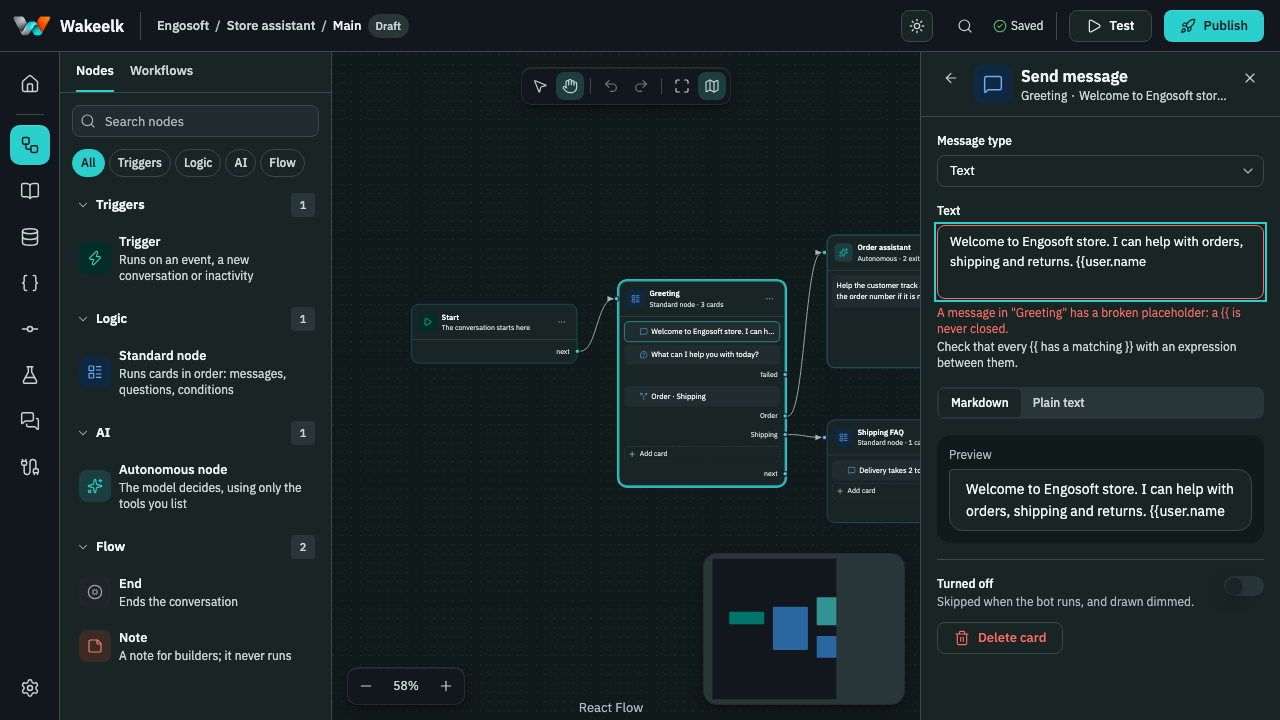 Wakeelk
Engosoft / Store assistant / Main Draft
Saved
Test
Publish
Nodes Workflows
Search nodes
All Triggers Logic AI Flow
Triggers 1
Trigger
Runs on an event, a new
conversation or inactivity
Logic 1
Standard node
Runs cards in order: messages,
questions, conditions
AI 1
Autonomous node
The model decides, using only the
tools you list
Flow 2
End
Ends the conversation
Note
A note for builders; it never runs
Start
The conversation starts here
next
Greeting
Standard node · 3 cards
Welcome to Engosoft store. I can h...
What can I help you with today?
failed
Order · Shipping
Order
Shipping
Add card
next
Order assistant
Autonomous · 2 exit
Help the customer track
the order number if it is n
Shipping FAQ
Standard node · 1 ca
Delivery takes 2 to
Add card
58%
React Flow
Send message
Greeting · Welcome to Engosoft stor...
Message type
Text
Text
Welcome to Engosoft store. I can help with orders,
shipping and returns. {{user.name
A message in "Greeting" has a broken placeholder: a {{ is
never closed.
Check that every {{ has a matching }} with an expression
between them.
Markdown Plain text
Preview
Welcome to Engosoft store. I can help with
orders, shipping and returns. {{user.name
Turned off
Skipped when the bot runs, and drawn dimmed.
Delete card